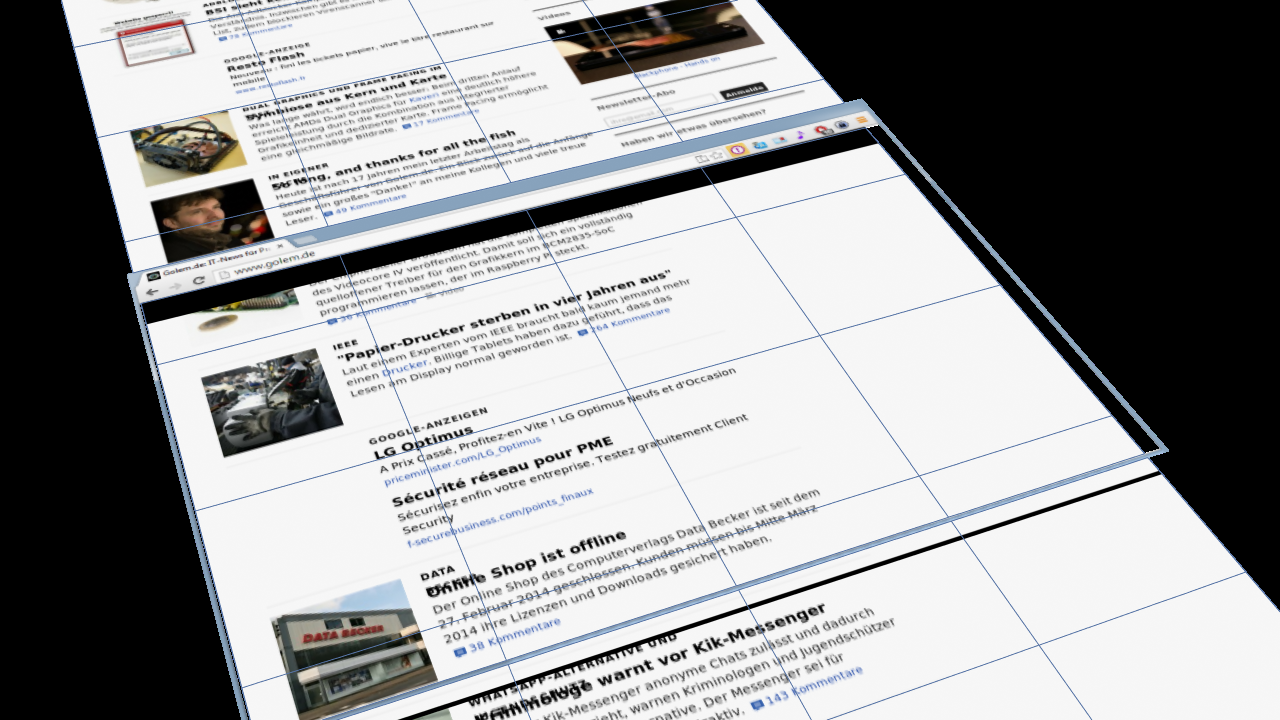 BSI sieht
List, außem blockieren Virenscanner
78 Kommentare
GOOGLE-ANZEIGE
Resto Flash
Nouveau : fini les tickets papier, vive le titre restaurant sur
mobile
www.restoflash.fr
DUAL GRAPHICS UND FRAME PACING IM
Symbiose aus Kern und Karte
Was lange währt, wird endlich besser: Beim dritten Anlauf
erreicht AMDs Dual Graphics für Kaveri eine deutlich höhere
Spieleleistung durch die Kombination aus integrierter
Grafikeinheit und dedizierter Karte. Frame Pacing ermöglicht
eine gleichmäßige Bildrate. 17 Kommentare
IN EIGENER
So long, and thanks for all the fish
Heute ist nach 17 Jahren mein letzter Arbeitstag als
Geschäftsführer von Golem.de. Ein Blick zurück auf die Anfänge
sowie ein großes "Danke!" an meine Kollegen und viele treue
Leser. 49 Kommentare
Videos
Blackphone - Hands on
Newsletter-Abo
Anmelde
Haben wir etwas übersehen?
Golem.de: IT-News für P
www.golem.de
des Videocore IV veröffentlicht. Damit soll sich ein vollständig
quelloffener Treiber für den Grafikkern im BCM2835-SoC
programmieren lassen, der im Raspberry Pi steckt.
36 Kommentare Video
IEEE
"Papier-Drucker sterben in vier Jahren aus"
Laut einem Experten vom IEEE braucht bald kaum jemand mehr
einen Drucker. Billige Tablets haben dazu geführt, dass das
Lesen am Display normal geworden ist. 264 Kommentare
GOOGLE-ANZEIGEN
LG Optimus
A Prix Cassé, Profitez-en Vite ! LG Optimus Neufs et d'Occasion
priceminister.com/LG_Optimus
Sécurité réseau pour PME
Sécurisez enfin votre entreprise. Testez gratuitement Client
Security
f-securebusiness.com/points_finaux
DATA
BECKER
Online Shop ist offline
Der Online Shop des Computerverlags Data Becker ist seit dem
27. Februar 2014 geschlossen. Kunden müssen bis Mitte März
2014 ihre Lizenzen und Downloads gesichert haben.
38 Kommentare
DATA BECKER
WHATSAPP-ALTERNATIVE UND
Kriminologe warnt vor Kik-Messenger
Kik-Messenger anonyme Chats zulässt und dadurch
warnen Kriminologen und Jugendschützer
Der Messenger sei für
143 Kommentare